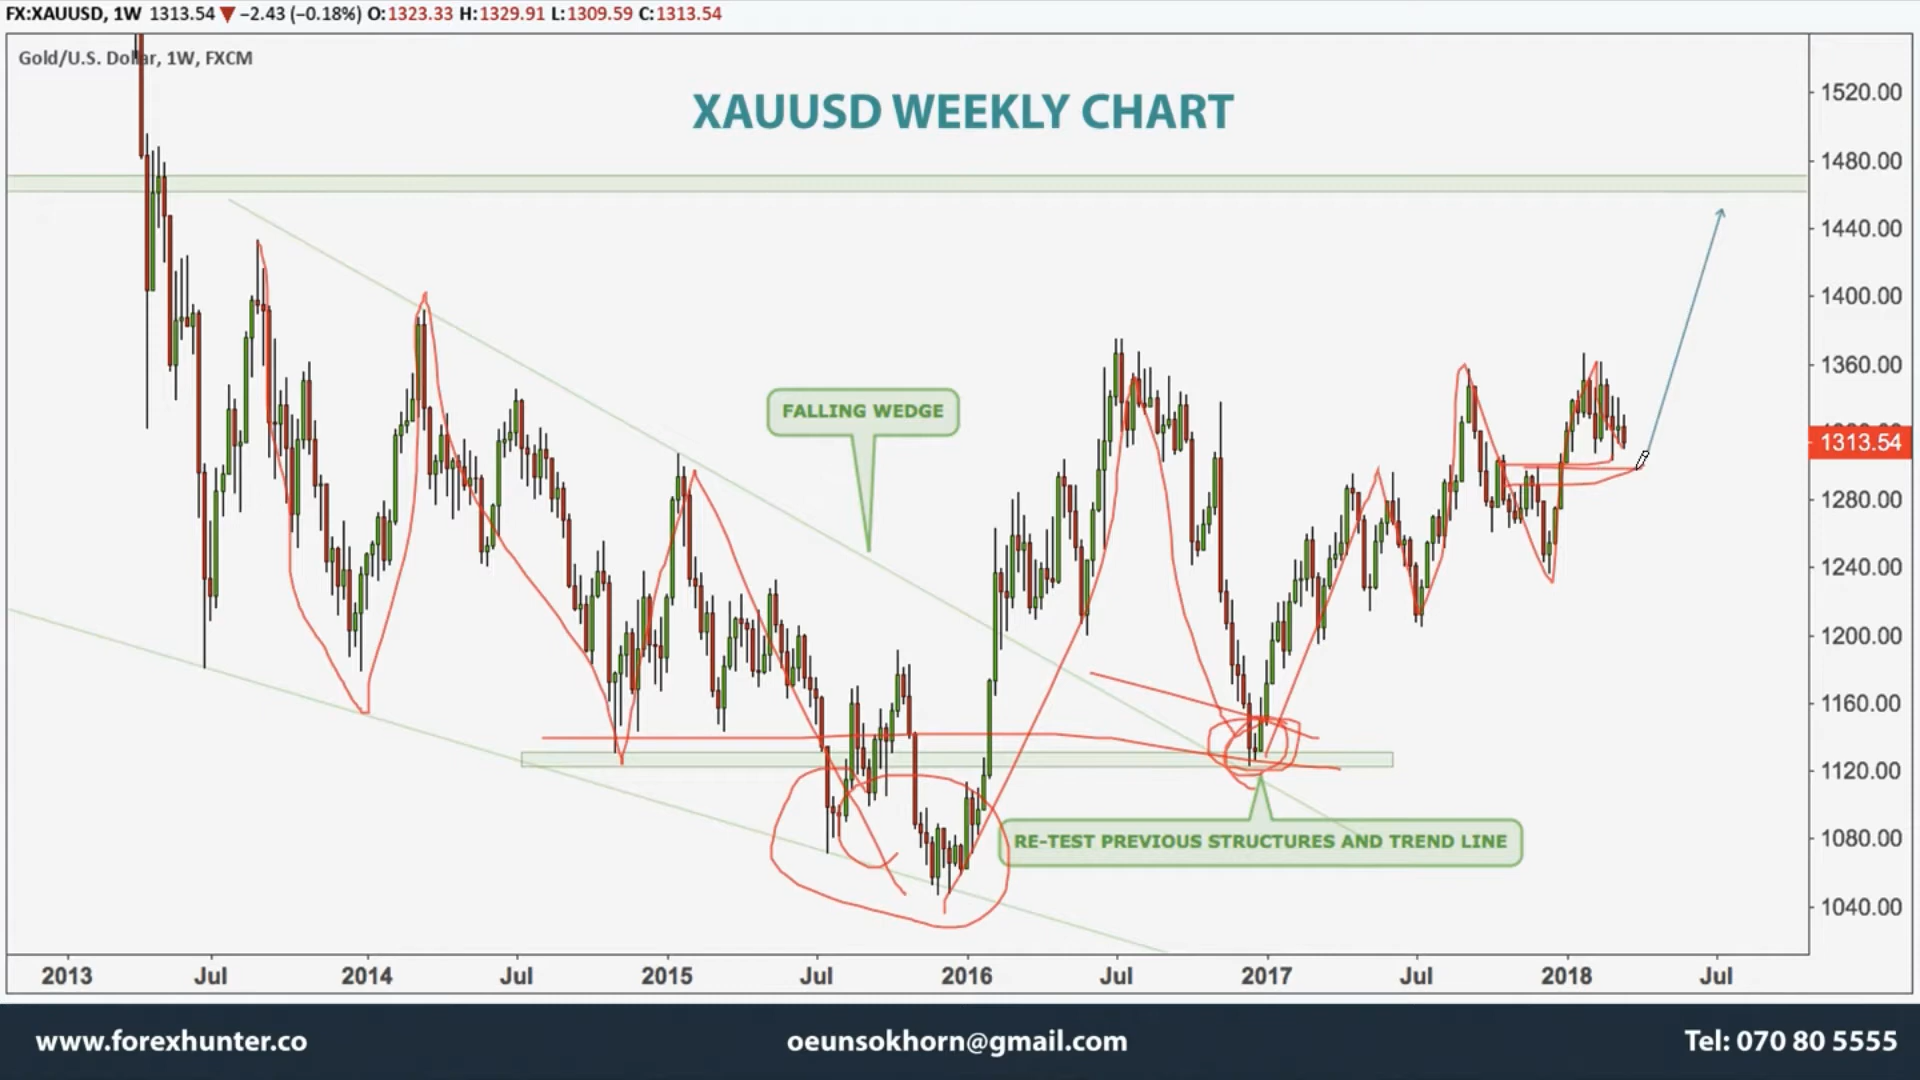 FX:XAUUSD, 1W 1313.54 ▼ −2.43 (−0.18%) O:1323.33 H:1329.91 L:1309.59 C:1313.54
Gold/U.S. Dollar, 1W, FXCM
XAUUSD WEEKLY CHART
1520.00
1480.00
1440.00
1400.00
1360.00
1313.54
1280.00
1240.00
1200.00
1160.00
1120.00
1080.00
1040.00
FALLING WEDGE
RE-TEST PREVIOUS STRUCTURES AND TREND LINE
2013 Jul 2014 Jul 2015 Jul 2016 Jul 2017 Jul 2018 Jul
www.forexhunter.co oeunsokhorn@gmail.com Tel: 070 80 5555